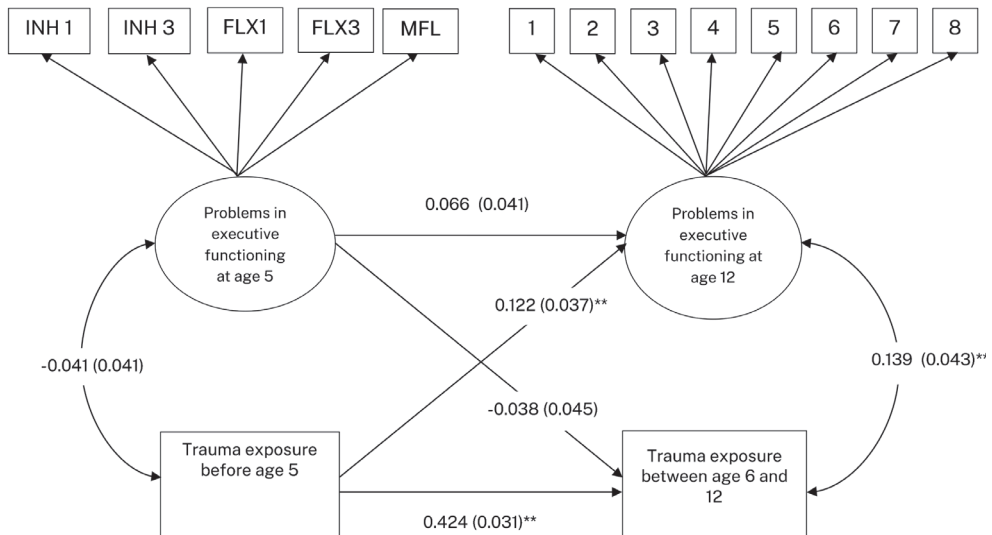 INH 1
INH 3
FLX1
FLX3
MFL
1
2
3
4
5
6
7
8
Problems in
executive
functioning
at age 5
0.066 (0.041)
Problems in
executive
functioning at
age 12
0.122 (0.037)**
-0.041 (0.041)
0.139 (0.043)**
-0.038 (0.045)
Trauma exposure
before age 5
Trauma exposure
between age 6 and
12
0.424 (0.031)**